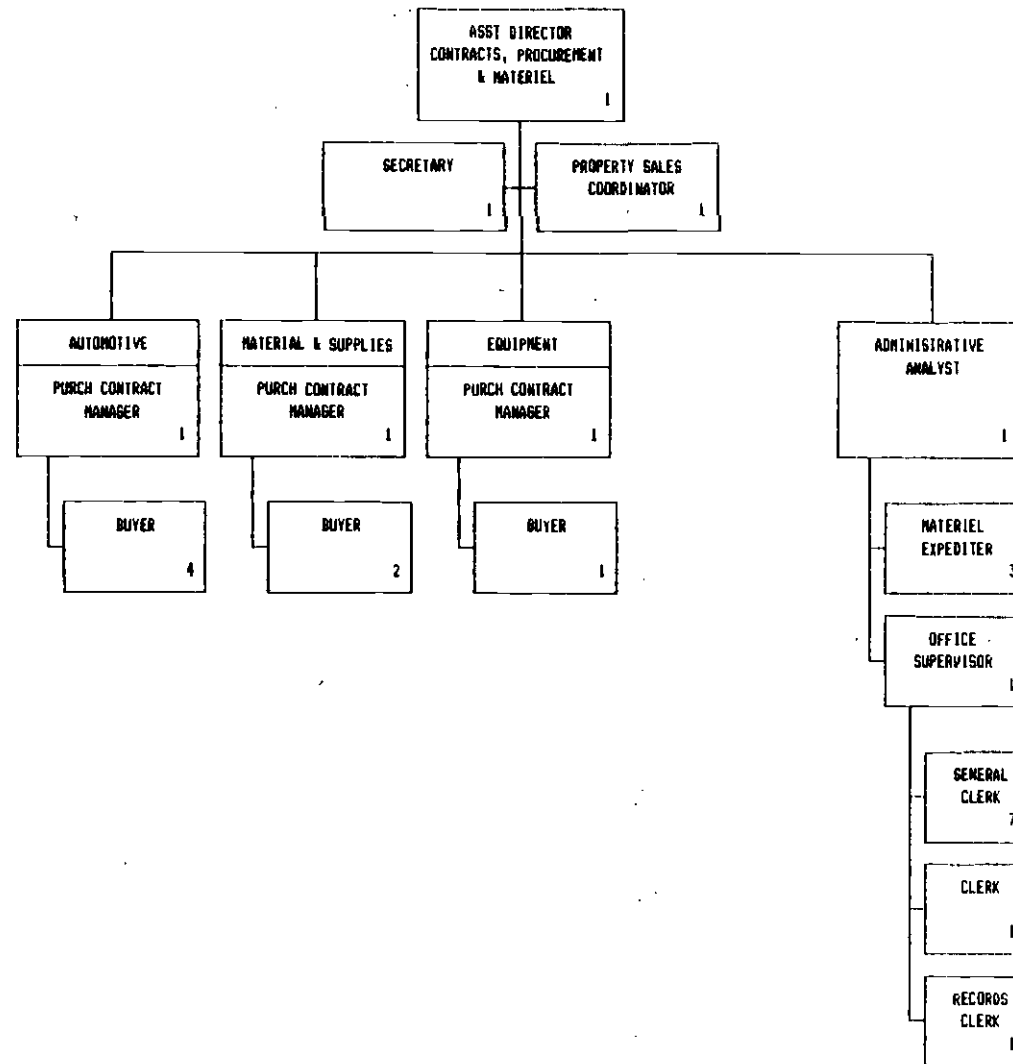 ASST DIRECTOR
CONTRACTS, PROCUREMENT
& MATERIEL
1
SECRETARY
1
PROPERTY SALES
COORDINATOR
1
AUTOMOTIVE
PURCH CONTRACT
MANAGER
1
MATERIAL & SUPPLIES
PURCH CONTRACT
MANAGER
1
EQUIPMENT
PURCH CONTRACT
MANAGER
1
ADMINISTRATIVE
ANALYST
1
BUYER
4
BUYER
2
BUYER
1
MATERIEL
EXPEDITER
3
OFFICE
SUPERVISOR
1
GENERAL
CLERK
7
CLERK
1
RECORDS
CLERK
1